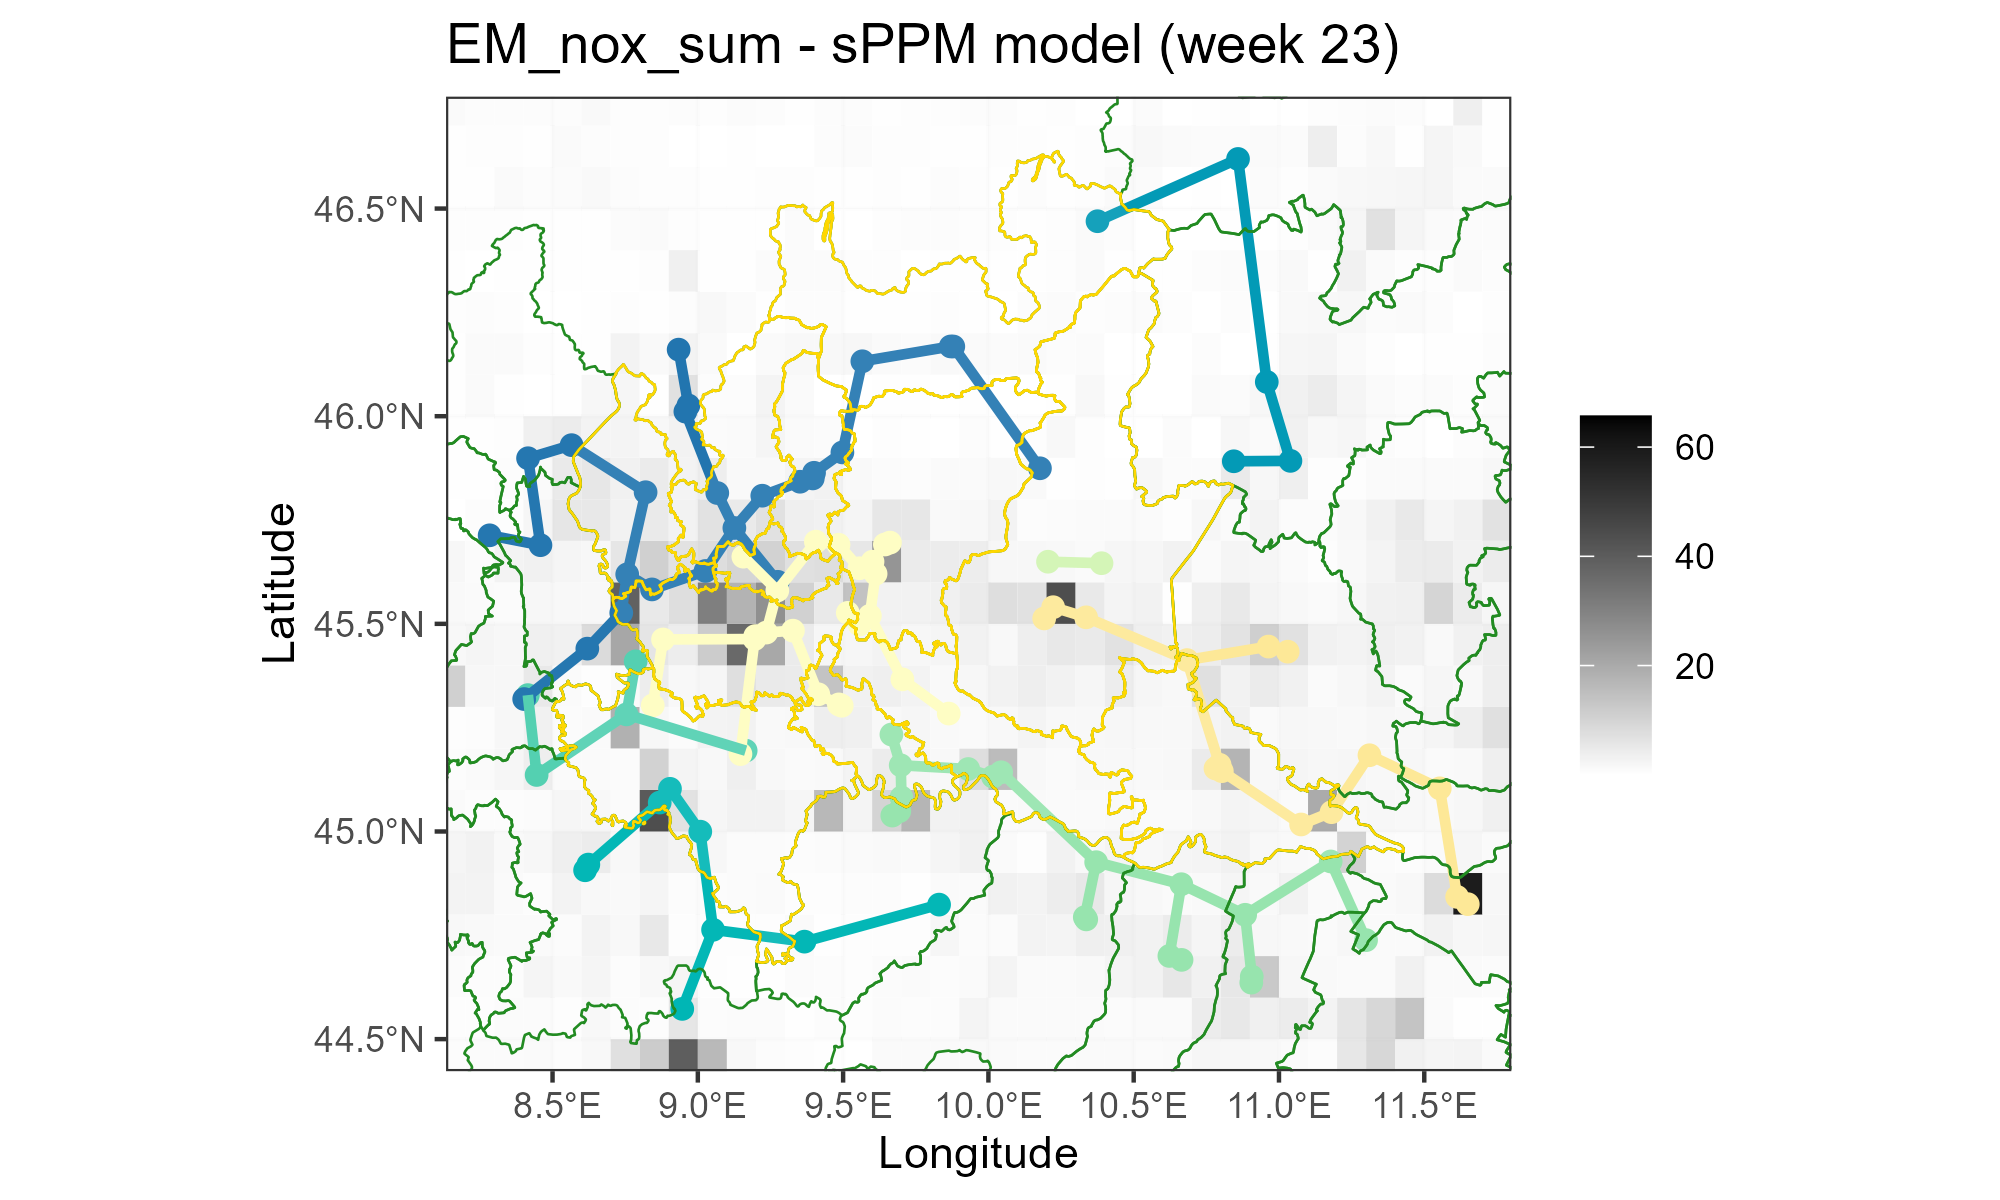 EM_nox_sum - sPPM model (week 23)
46.5°N
46.0°N
45.5°N
45.0°N
44.5°N
Latitude
8.5°E
9.0°E
9.5°E
10.0°E
10.5°E
11.0°E
11.5°E
Longitude
60
40
20